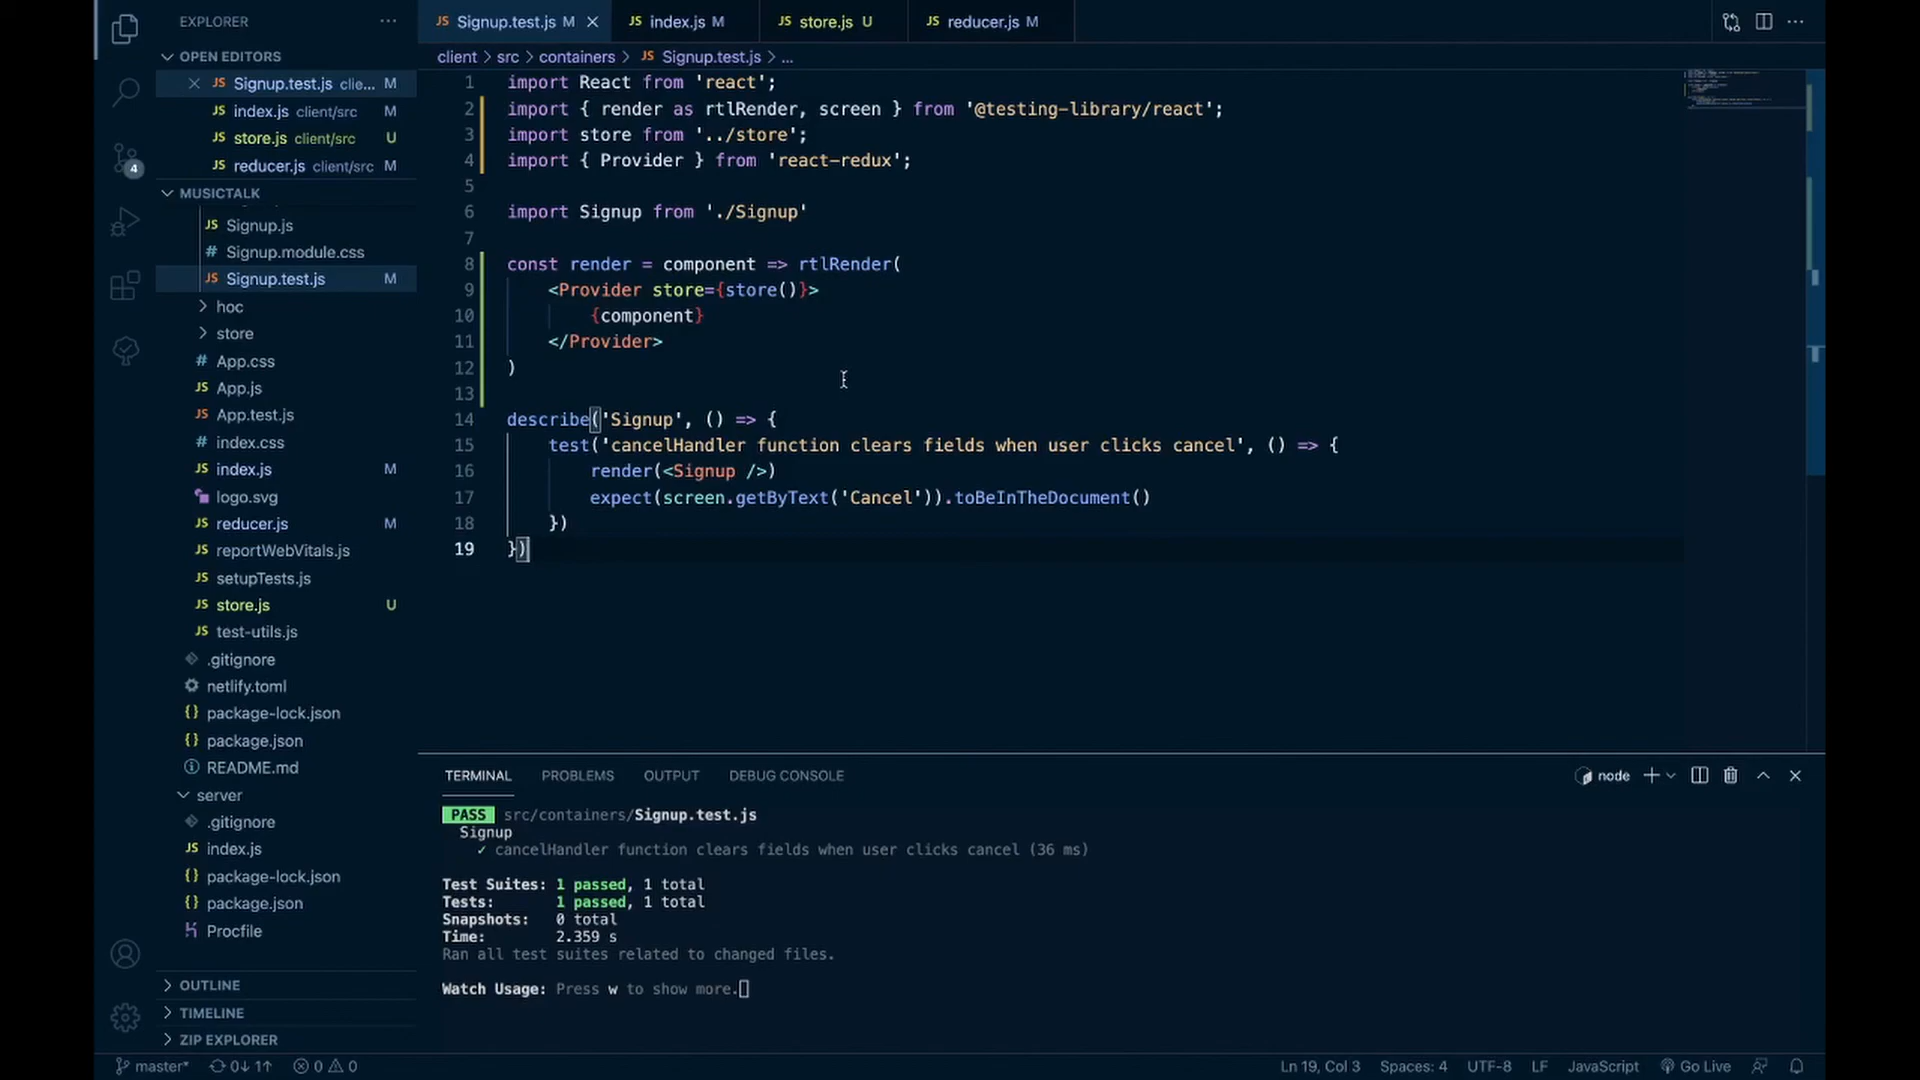 EXPLORER
OPEN EDITORS
Signup.test.js clie... M
index.js client/src M
store.js client/src U
reducer.js client/src M
MUSICTALK
Signup.js
Signup.module.css
Signup.test.js M
hoc
store
App.css
App.js
App.test.js
index.css
index.js M
logo.svg
reducer.js M
reportWebVitals.js
setupTests.js
store.js U
test-utils.js
.gitignore
netlify.toml
package-lock.json
package.json
README.md
server
.gitignore
index.js
package-lock.json
package.json
Procfile
OUTLINE
TIMELINE
ZIP EXPLORER
4
JS Signup.test.js M
JS index.js M
JS store.js U
JS reducer.js M
client > src > containers > JS Signup.test.js > ...
1 import React from 'react';
2 import { render as rtlRender, screen } from '@testing-library/react';
3 import store from '../store';
4 import { Provider } from 'react-redux';
5
6 import Signup from './Signup'
7
8 const render = component => rtlRender(
9 <Provider store={store()}>
10 {component}
11 </Provider>
12 )
13
14 describe('Signup', () => {
15 test('cancelHandler function clears fields when user clicks cancel', () => {
16 render(<Signup />)
17 expect(screen.getByText('Cancel')).toBeInTheDocument()
18 })
19 })
TERMINAL PROBLEMS OUTPUT DEBUG CONSOLE
node
PASS src/containers/Signup.test.js
Signup
✓ cancelHandler function clears fields when user clicks cancel (36 ms)
Test Suites: 1 passed, 1 total
Tests: 1 passed, 1 total
Snapshots: 0 total
Time: 2.359 s
Ran all test suites related to changed files.
Watch Usage: Press w to show more.
master* 0↓ 1↑ 0 0
Ln 19, Col 3 Spaces: 4 UTF-8 LF JavaScript Go Live